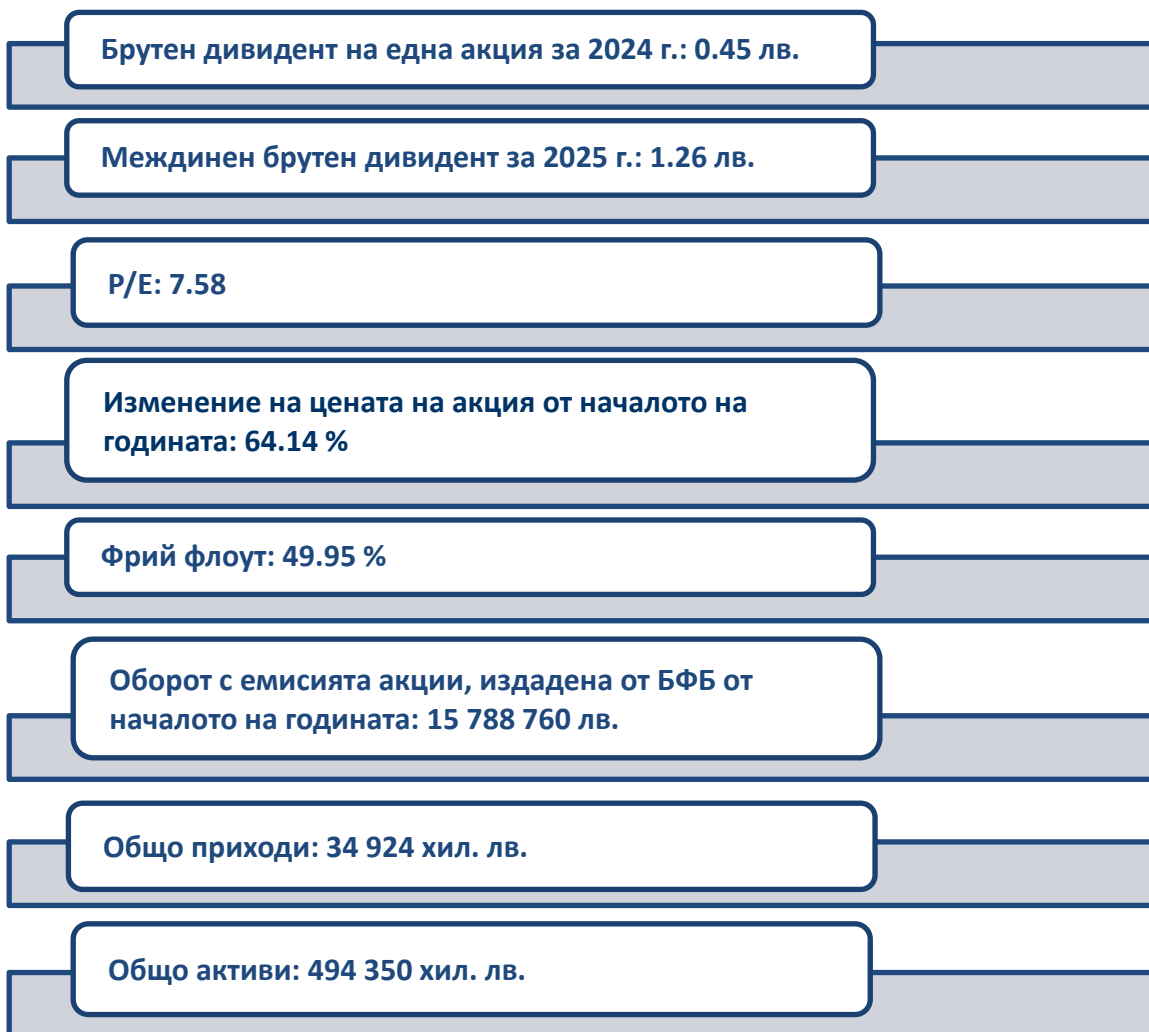 Брутен дивидент на една акция за 2024 г.: 0.45 лв.
Междинен брутен дивидент за 2025 г.: 1.26 лв.
P/E: 7.58
Изменение на цената на акция от началото на
годината: 64.14 %
Фрий флоут: 49.95 %
Оборот с емисията акции, издадена от БФБ от
началото на годината: 15 788 760 лв.
Общо приходи: 34 924 хил. лв.
Общо активи: 494 350 хил. лв.